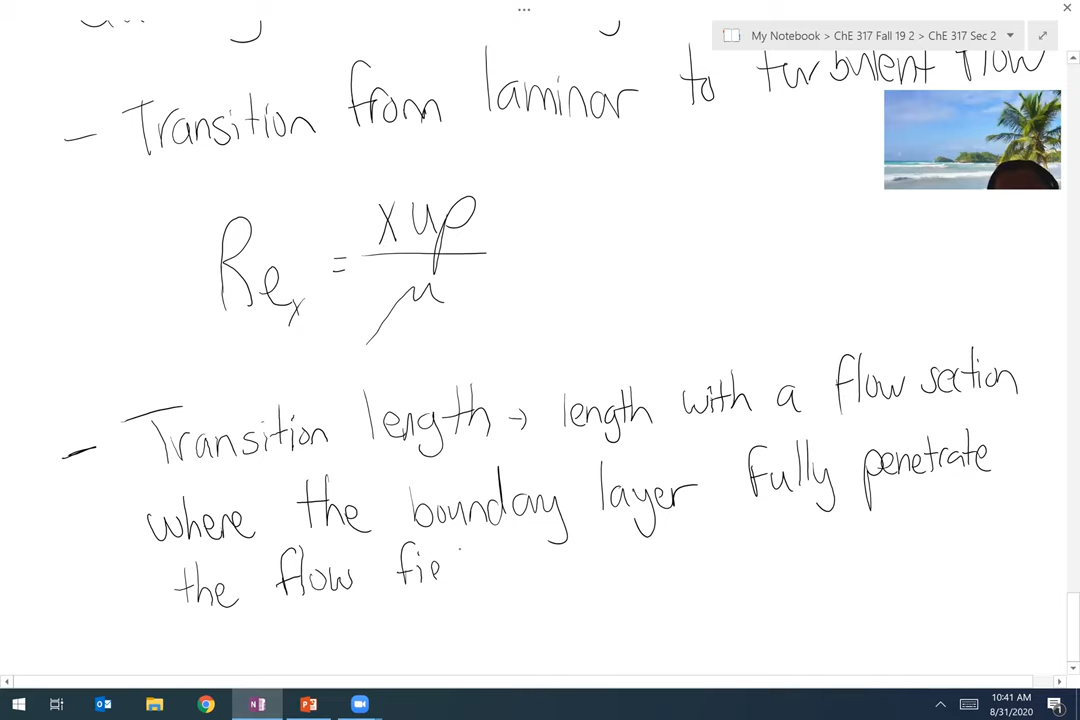 My Notebook > ChE 317 Fall 19 2 > ChE 317 Sec 2
- Transition from laminar to turbulent flow
Reₓ = xuρ / μ
- Transition length → length with a flow section
where the bounday layer fully penetrate
the flow fie
10:41 AM
8/31/2020